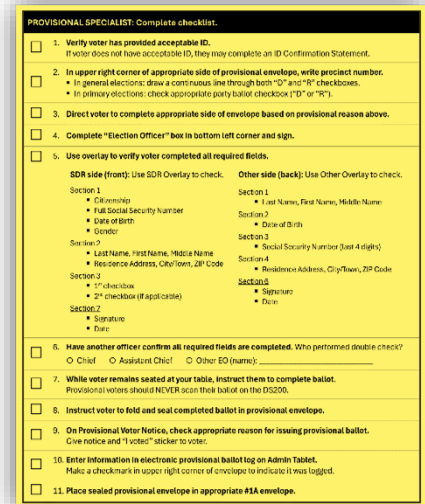 PROVISIONAL SPECIALIST: Complete checklist.
1. Verify voter has provided acceptable ID.
If voter does not have acceptable ID, they may complete an ID Confirmation Statement.
2. In upper right corner of appropriate side of provisional envelope, write precinct number.
• In general elections: draw a continuous line through both "D" and "R" checkboxes.
• In primary elections: check appropriate party ballot checkbox ("D" or "R").
3. Direct voter to complete appropriate side of envelope based on provisional reason above.
4. Complete "Election Officer" box in bottom left corner and sign.
5. Use overlay to verify voter completed all required fields.
SDR side (front): Use SDR Overlay to check.
Section 1
• Citizenship
• Full Social Security Number
• Date of Birth
• Gender
Section 2
• Last Name, First Name, Middle Name
• Residence Address, City/Town, ZIP Code
Section 3
• 1st checkbox
• 2nd checkbox (if applicable)
Section 7
• Signature
• Date
Other side (back): Use Other Overlay to check.
Section 1
• Last Name, First Name, Middle Name
Section 2
• Date of Birth
Section 3
• Social Security Number (last 4 digits)
Section 4
• Residence Address, City/Town, ZIP Code
Section 6
• Signature
• Date
6. Have another officer confirm all required fields are completed. Who performed double check?
O Chief O Assistant Chief O Other EO (name):
7. While voter remains seated at your table, instruct them to complete ballot.
Provisional voters should NEVER scan their ballot on the DS200.
8. Instruct voter to fold and seal completed ballot in provisional envelope.
9. On Provisional Voter Notice, check appropriate reason for issuing provisional ballot.
Give notice and "I voted" sticker to voter.
10. Enter information in electronic provisional ballot log on Admin Tablet.
Make a checkmark in upper right corner of envelope to indicate it was logged.
11. Place sealed provisional envelope in appropriate #1A envelope.